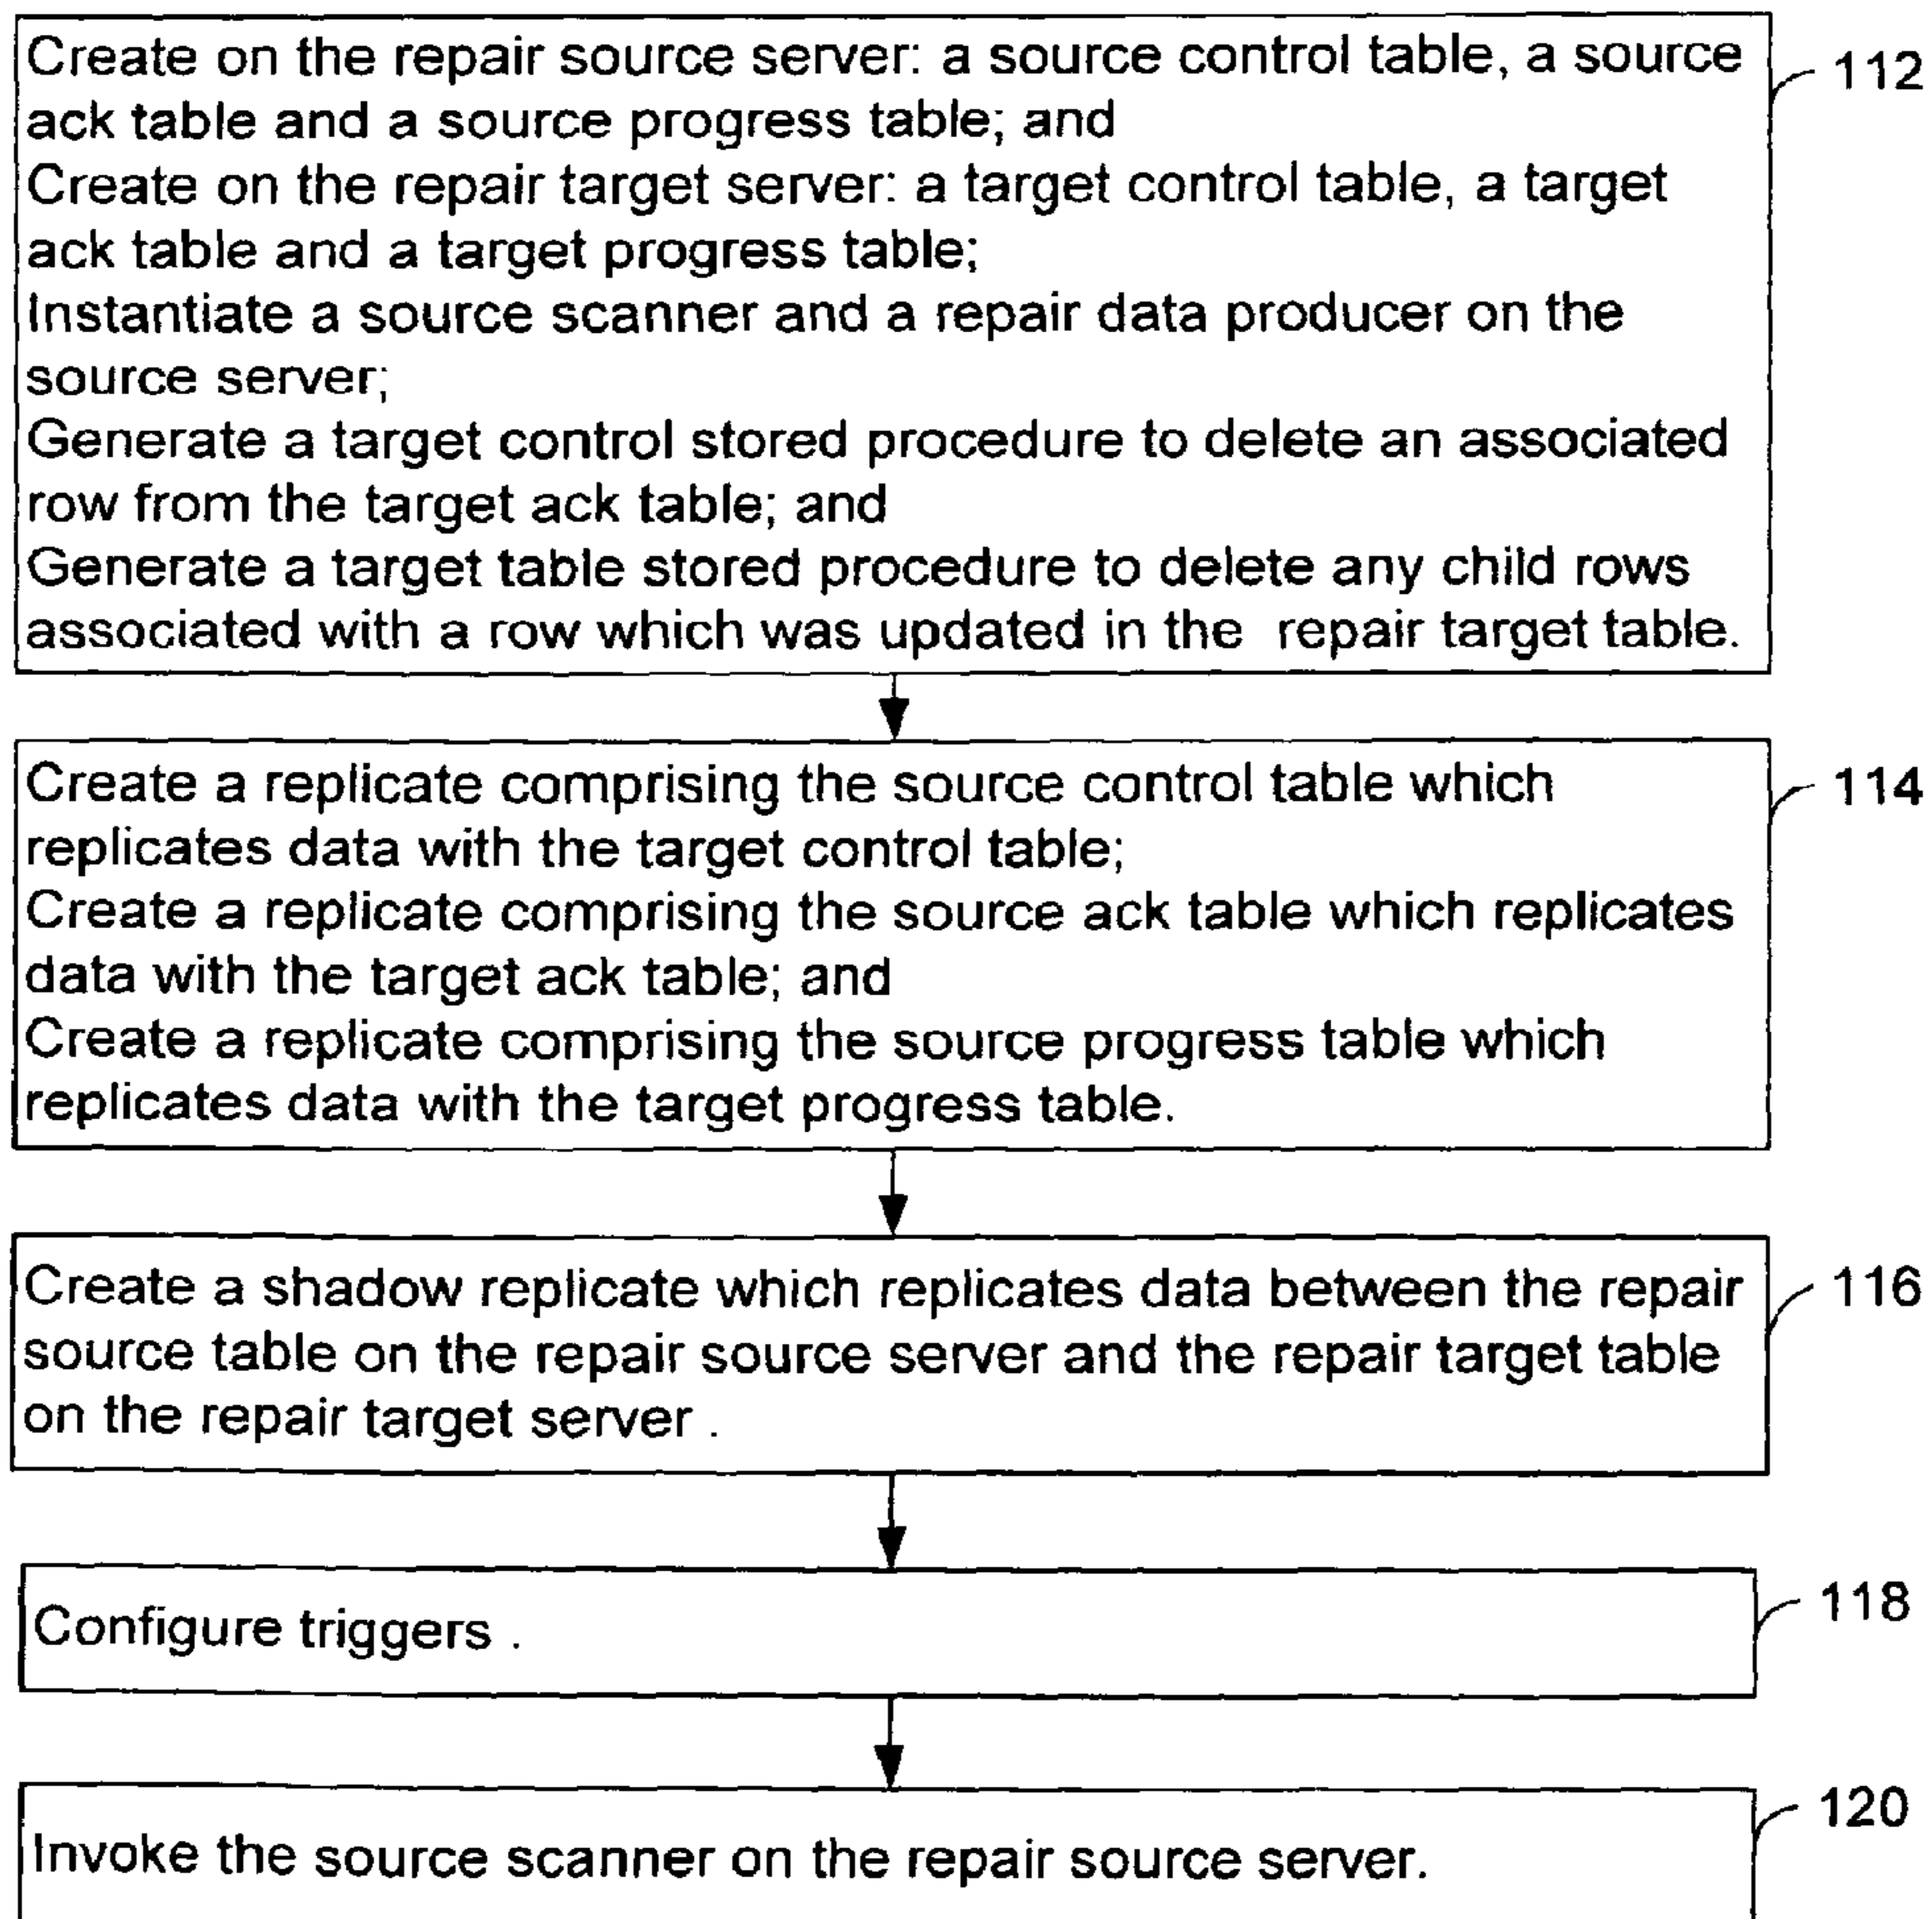 Create on the repair source server: a source control table, a source
ack table and a source progress table; and
Create on the repair target server: a target control table, a target
ack table and a target progress table;
Instantiate a source scanner and a repair data producer on the
source server;
Generate a target control stored procedure to delete an associated
row from the target ack table; and
Generate a target table stored procedure to delete any child rows
associated with a row which was updated in the repair target table.
112
Create a replicate comprising the source control table which
replicates data with the target control table;
Create a replicate comprising the source ack table which replicates
data with the target ack table; and
Create a replicate comprising the source progress table which
replicates data with the target progress table.
114
Create a shadow replicate which replicates data between the repair
source table on the repair source server and the repair target table
on the repair target server .
116
Configure triggers .
118
Invoke the source scanner on the repair source server.
120